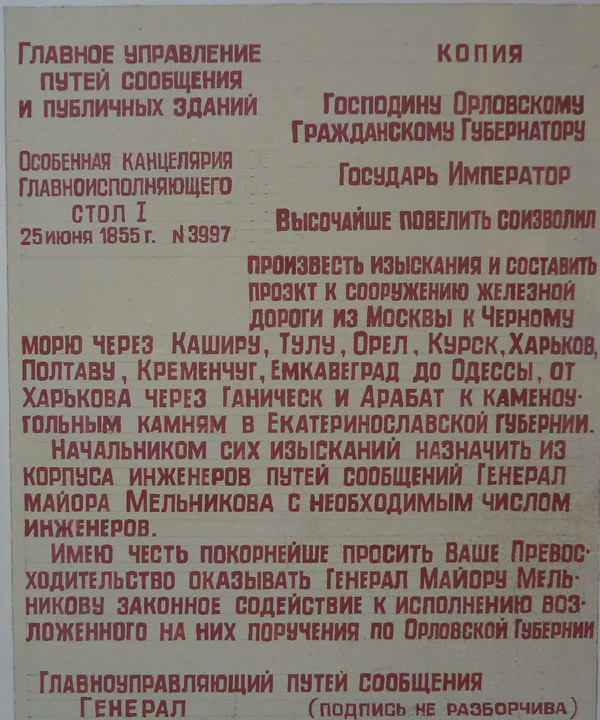 Главное управление
путей сообщения
и публичных зданий
Особенная канцелярия
главноисполняющего
стол I
25 июня 1855 г. N 3997
КОПИЯ
Господину Орловскому
Гражданскому Губернатору
Государь Император
Высочайше повелить соизволил
произвесть изыскания и составить
проэкт к сооружению железной
дороги из Москвы к Черному
морю через Каширу, Тулу, Орел, Курск, Харьков,
Полтаву, Кременчуг, Емкавеград до Одессы, от
Харькова через Ганическ и Арабат к каменоу-
гольным камням в Екатеринославской губернии.
Начальником сих изысканий назначить из
корпуса инженеров путей сообщений Генерал
майора Мельникова с необходимым числом
инженеров.
Имею честь покорнейше просить Ваше Превос-
ходительство оказывать Генерал Майору Мель-
никову законное содействие к исполнению воз-
ложенного на них поручения по Орловской Губернии
Главноуправляющий путей сообщения
Генерал (подпись не разборчива)